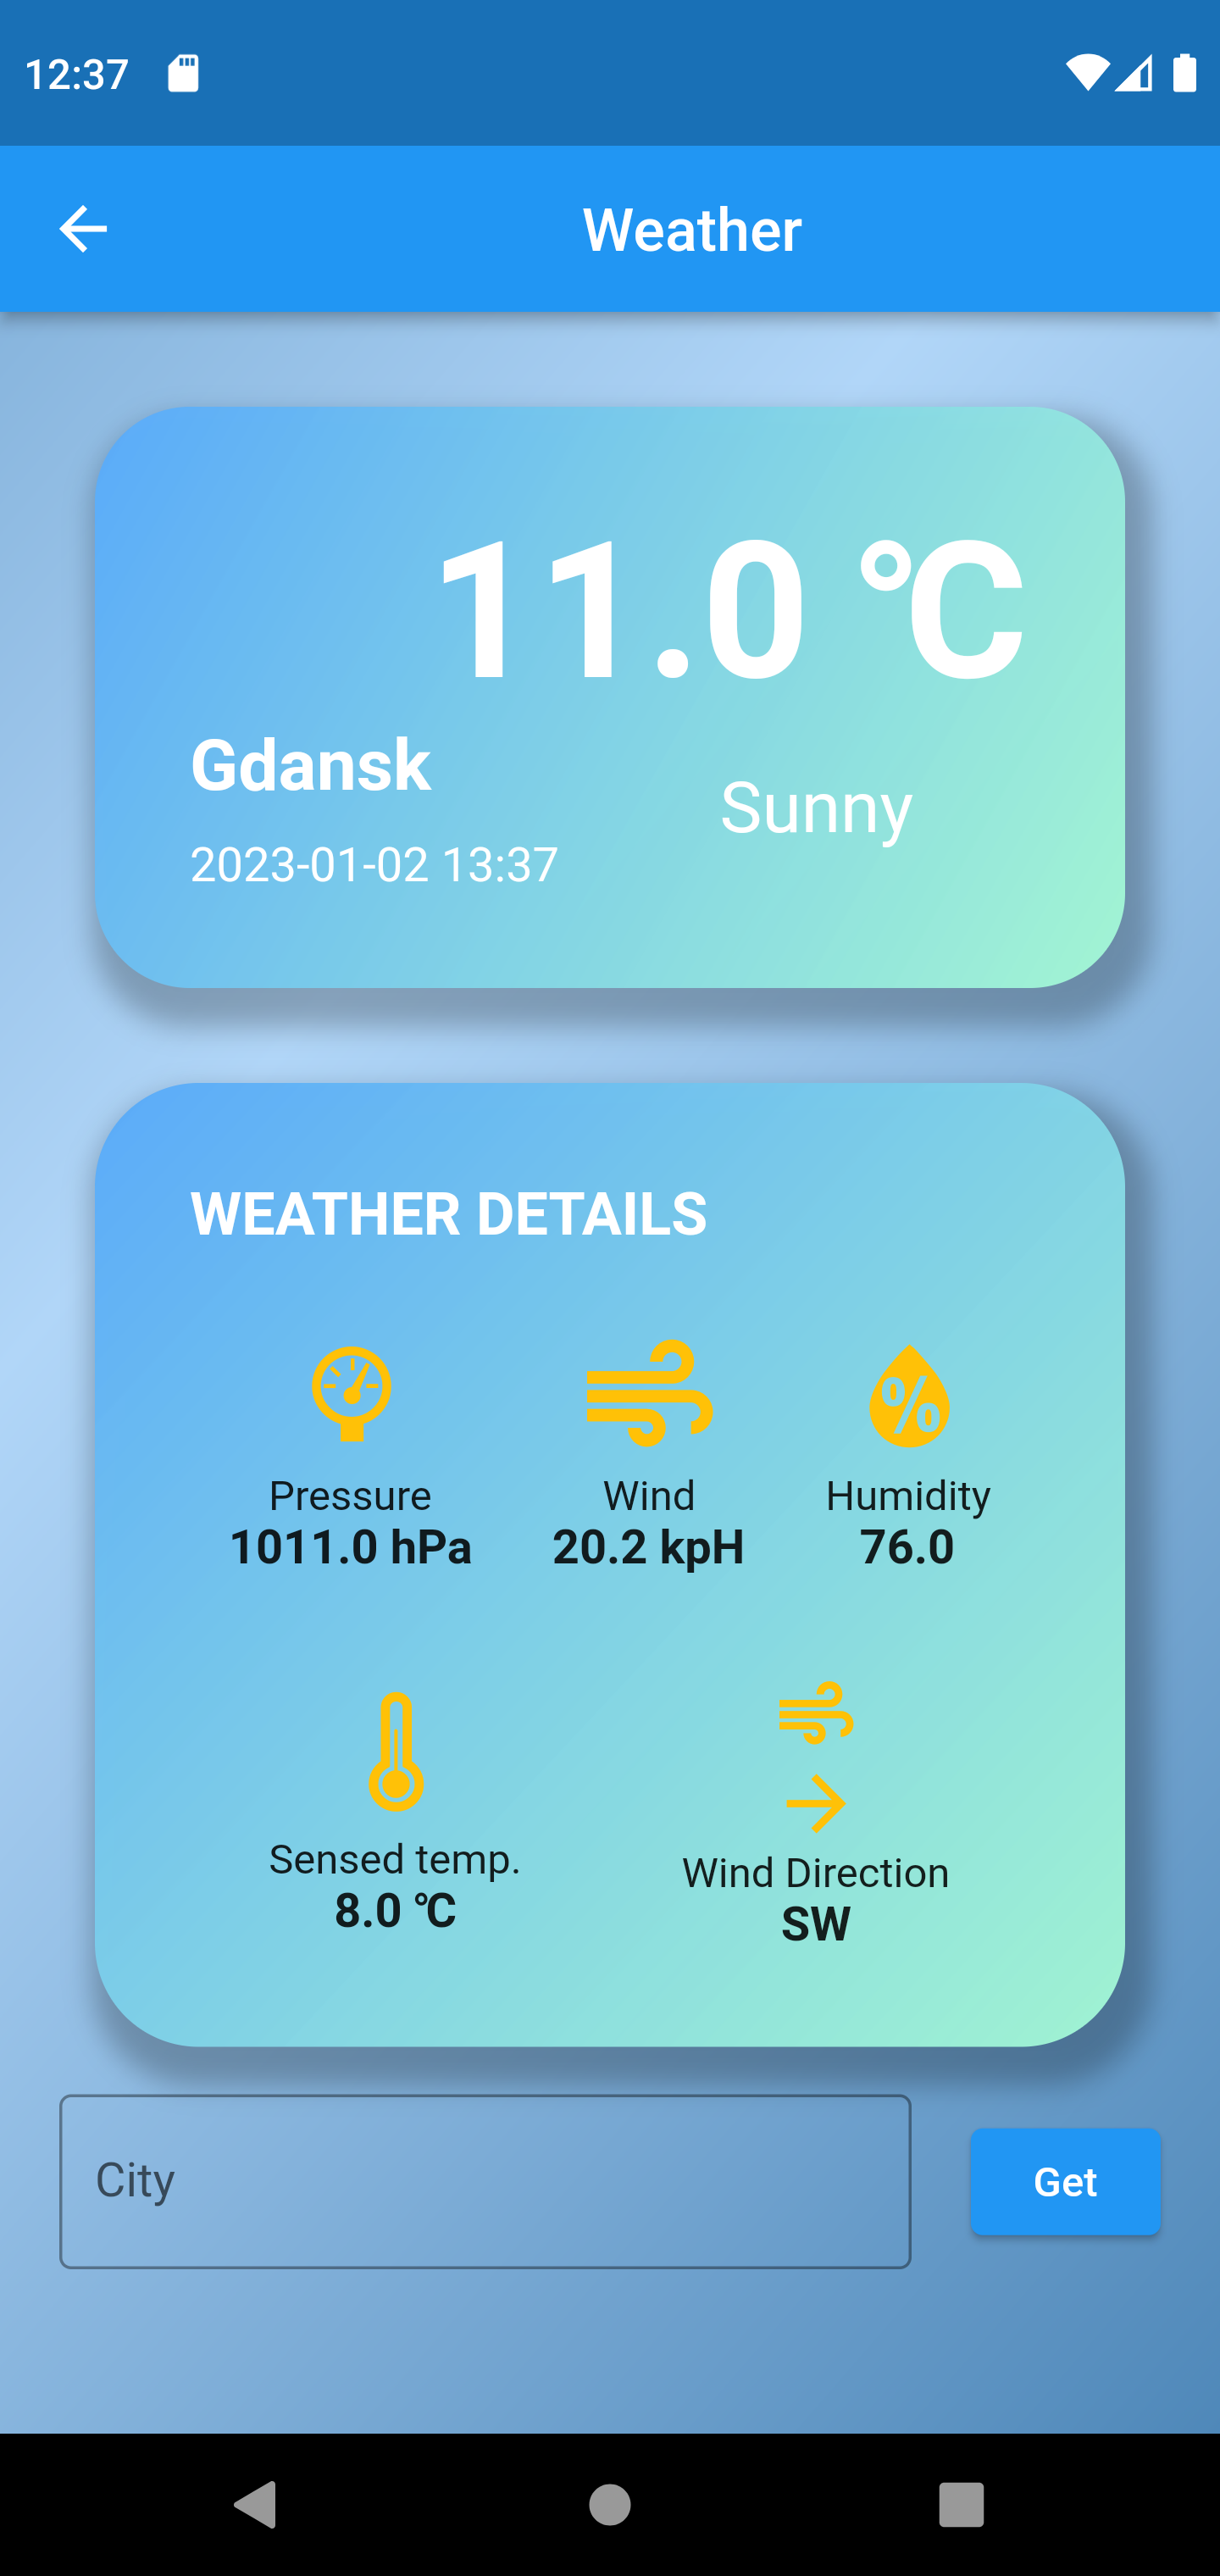 12:37
Weather
11.0 ℃
Gdansk
Sunny
2023-01-02 13:37
WEATHER DETAILS
Pressure
1011.0 hPa
Wind
20.2 kpH
%
Humidity
76.0
Sensed temp.
8.0 ℃
Wind Direction
SW
City
Get